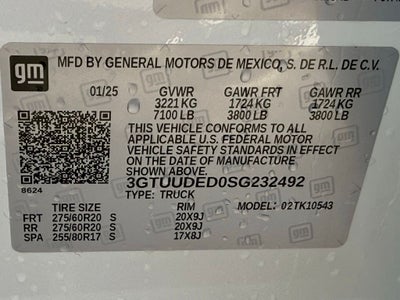 gm MFD BY GENERAL MOTORS DE MEXICO, S. DE R.L. DE C.V.
01/25 GVWR GAWR FRT GAWR RR
3221 KG 1724 KG 1724 KG
7100 LB 3800 LB 3800 LB
THIS VEHICLE CONFORMS TO ALL
APPLICABLE U.S. FEDERAL MOTOR
VEHICLE SAFETY STANDARDS IN EFFECT
ON THE DATE OF MANUFACTURE
SHOWN ABOVE.
8624
3GTUUDED0SG232492
TYPE: TRUCK
TIRE SIZE RIM MODEL: 02TK10543
FRT 275/60R20 S 20X9J
RR 275/60R20 S 20X9J
SPA 255/80R17 S 17X8J